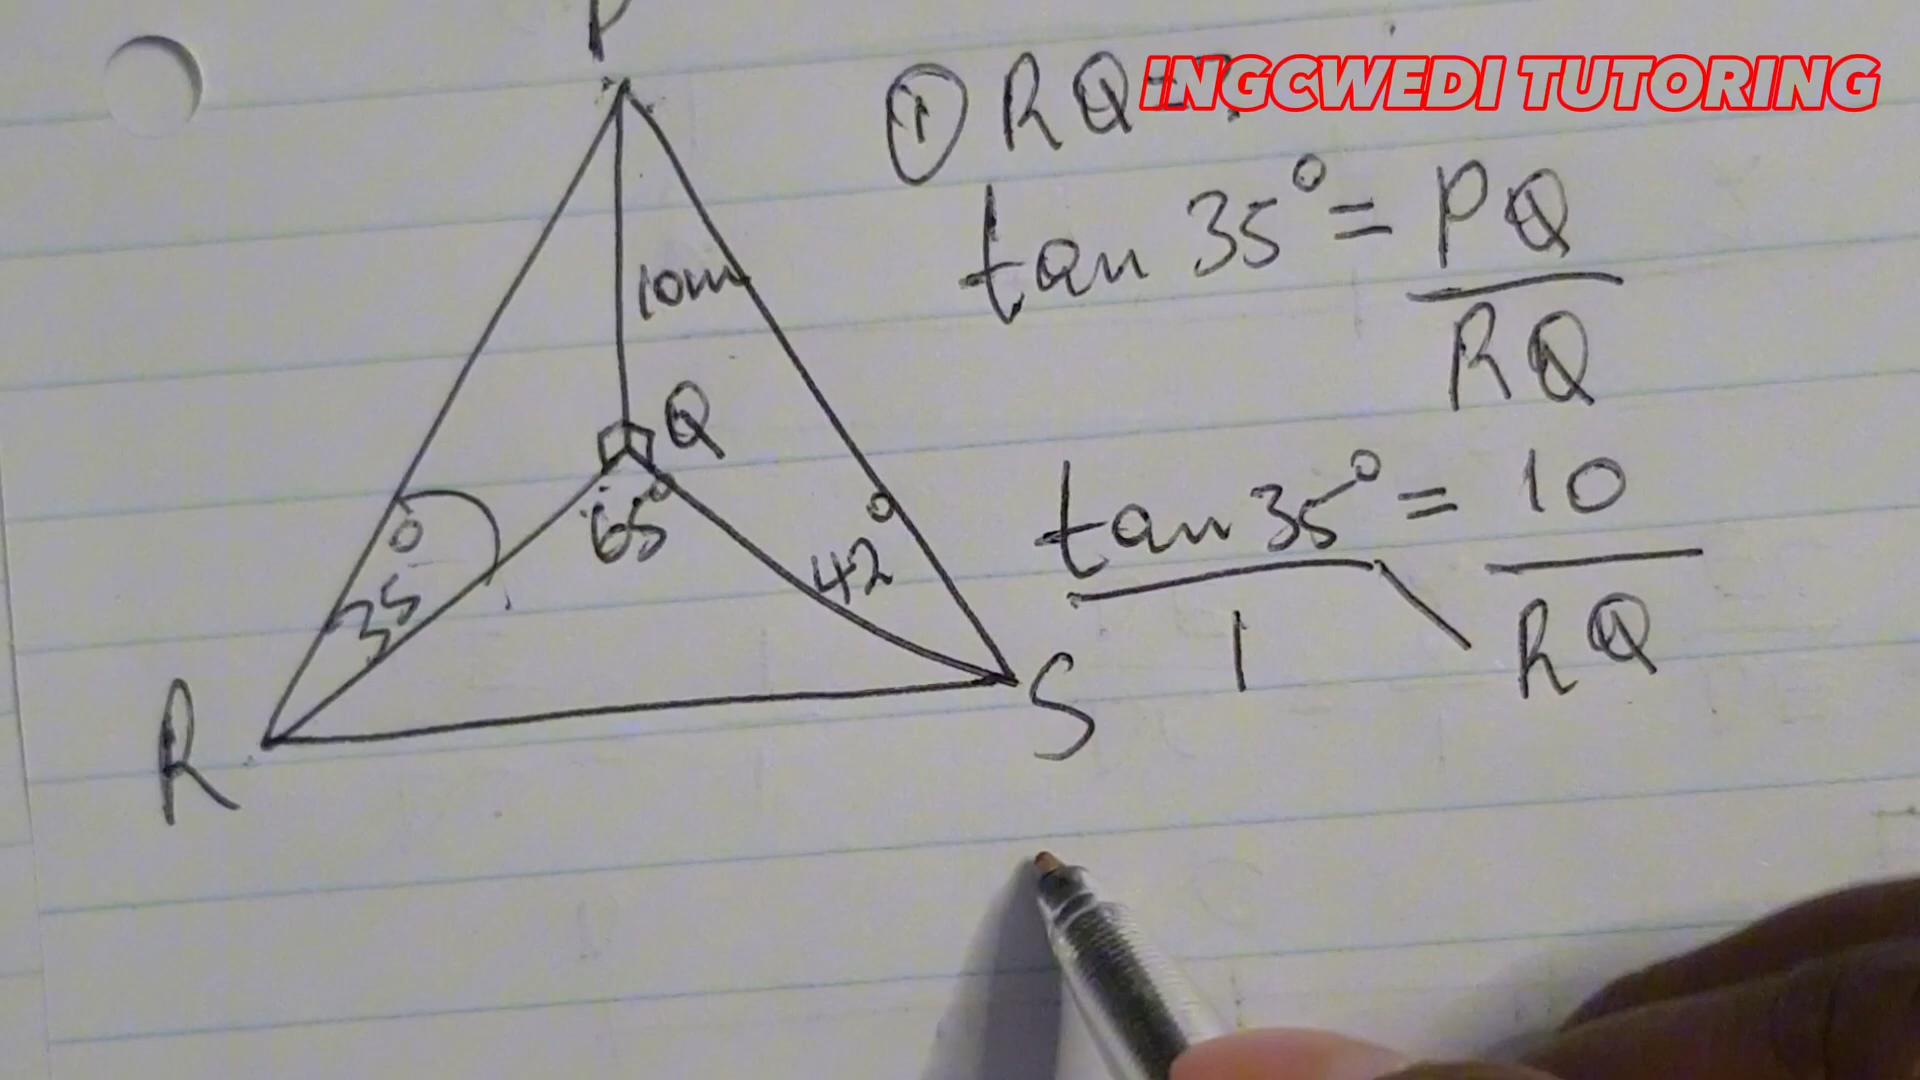 P
INGCWEDI TUTORING
① RQ=?
tan 35° = PQ
RQ
10m
Q
65°
35°
42°
R
S
tan 35° = 10
1
RQ